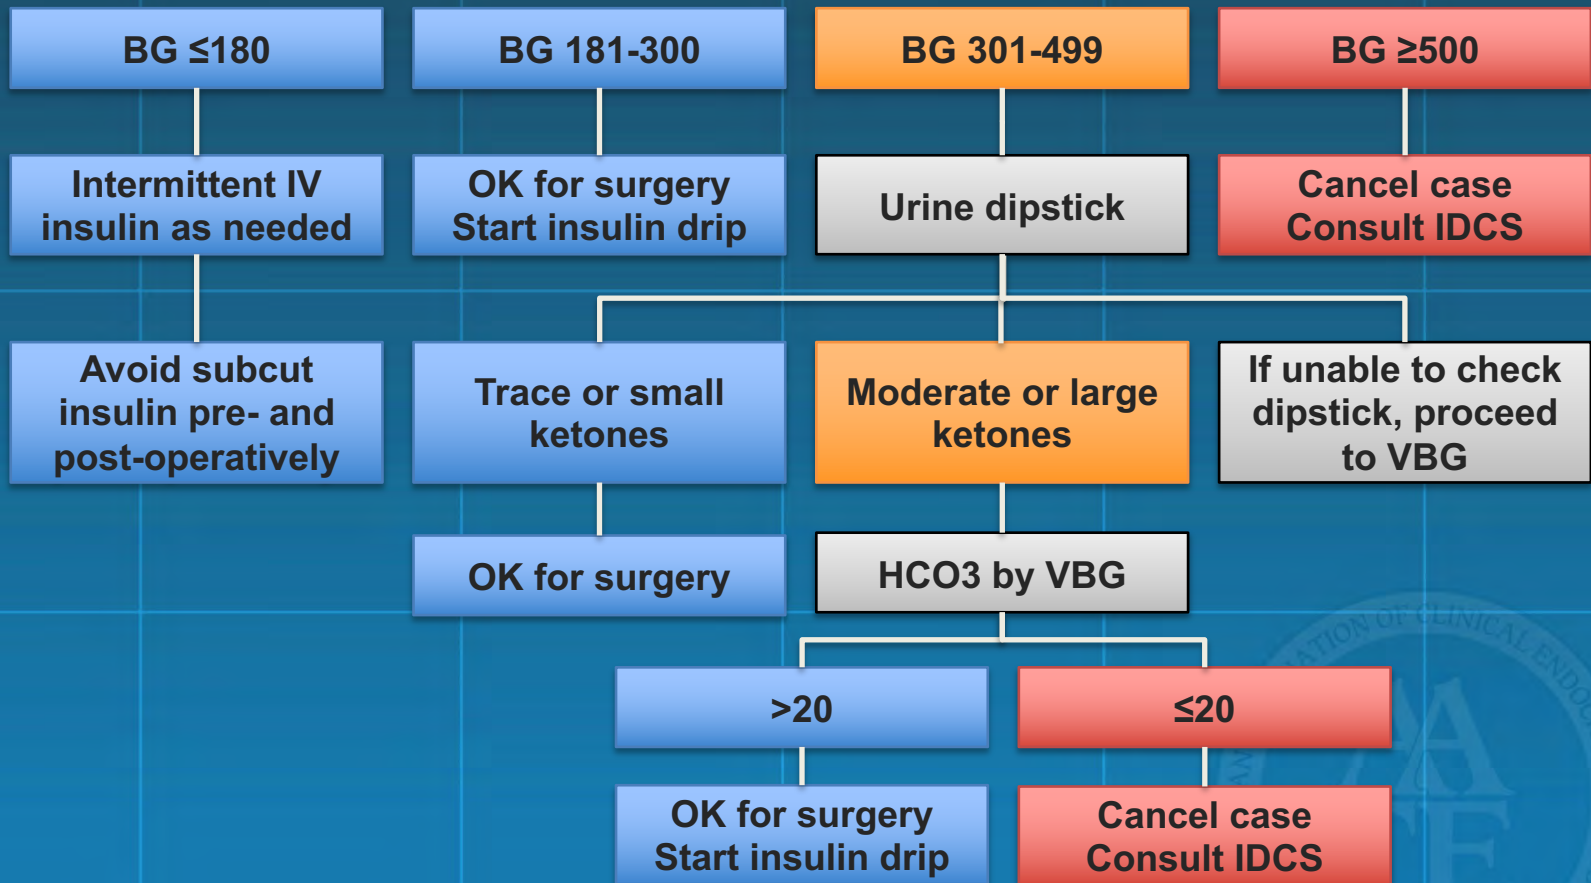 BG ≤180
BG 181-300
BG 301-499
BG ≥500
Intermittent IV
insulin as needed
OK for surgery
Start insulin drip
Urine dipstick
Cancel case
Consult IDCS
Avoid subcut
insulin pre- and
post-operatively
Trace or small
ketones
Moderate or large
ketones
If unable to check
dipstick, proceed
to VBG
OK for surgery
HCO3 by VBG
>20
≤20
OK for surgery
Start insulin drip
Cancel case
Consult IDCS
OF CLINICAL